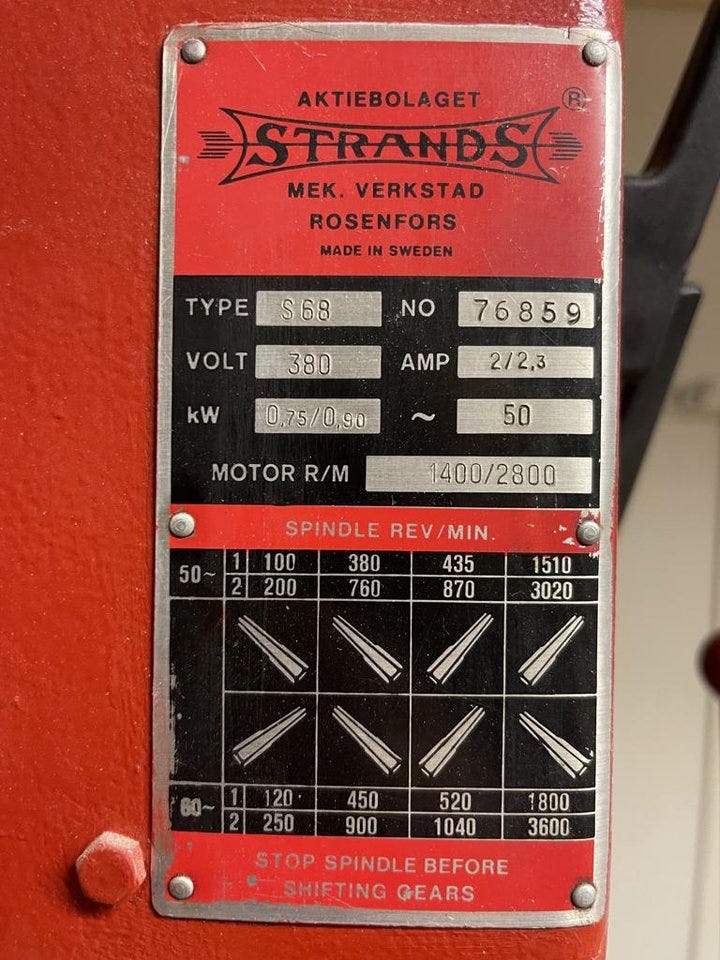 AKTIEBOLAGET
®
STRANDS
MEK. VERKSTAD
ROSENFORS
MADE IN SWEDEN
TYPE S68 NO 76859
VOLT 380 AMP 2/2,3
kW 0,75/0,90 ~ 50
MOTOR R/M 1400/2800
SPINDLE REV/MIN.
50~ 1 100 380 435 1510
2 200 760 870 3020
60~ 1 120 450 520 1800
2 250 900 1040 3600
STOP SPINDLE BEFORE
SHIFTING GEARS